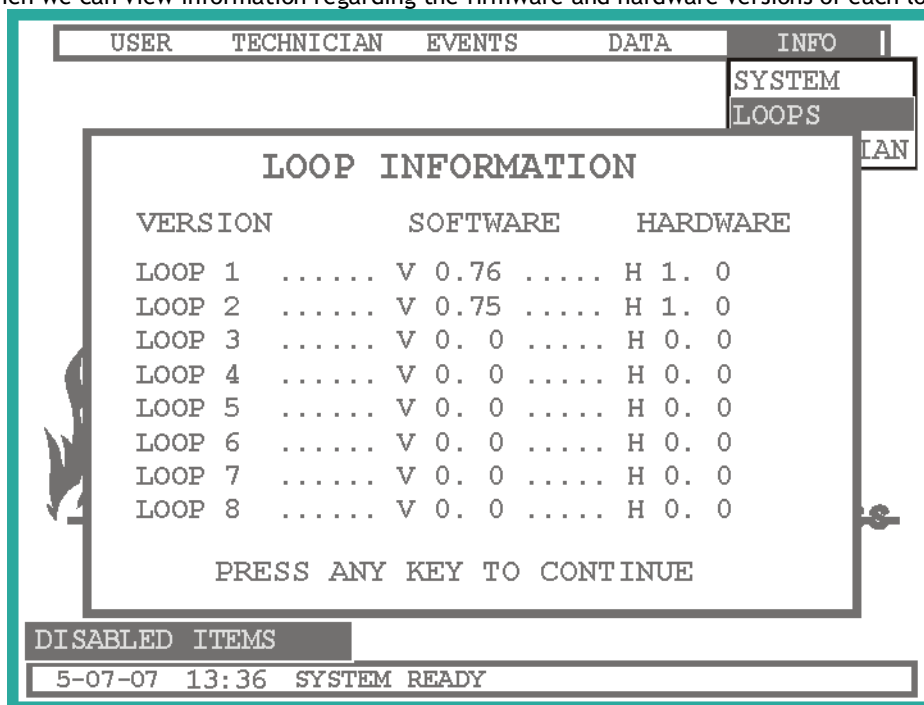 we can view information regarding the firmware and hardware versions of each
USER TECHNICIAN EVENTS DATA INFO
SYSTEM
LOOPS
LOOP INFORMATION
VERSION SOFTWARE HARDWARE
LOOP 1 ...... V 0.76 ..... H 1. 0
LOOP 2 ...... V 0.75 ..... H 1. 0
LOOP 3 ...... V 0. 0 ..... H 0. 0
LOOP 4 ...... V 0. 0 ..... H 0. 0
LOOP 5 ...... V 0. 0 ..... H 0. 0
LOOP 6 ...... V 0. 0 ..... H 0. 0
LOOP 7 ...... V 0. 0 ..... H 0. 0
LOOP 8 ...... V 0. 0 ..... H 0. 0
PRESS ANY KEY TO CONTINUE
DISABLED ITEMS
5-07-07 13:36 SYSTEM READY